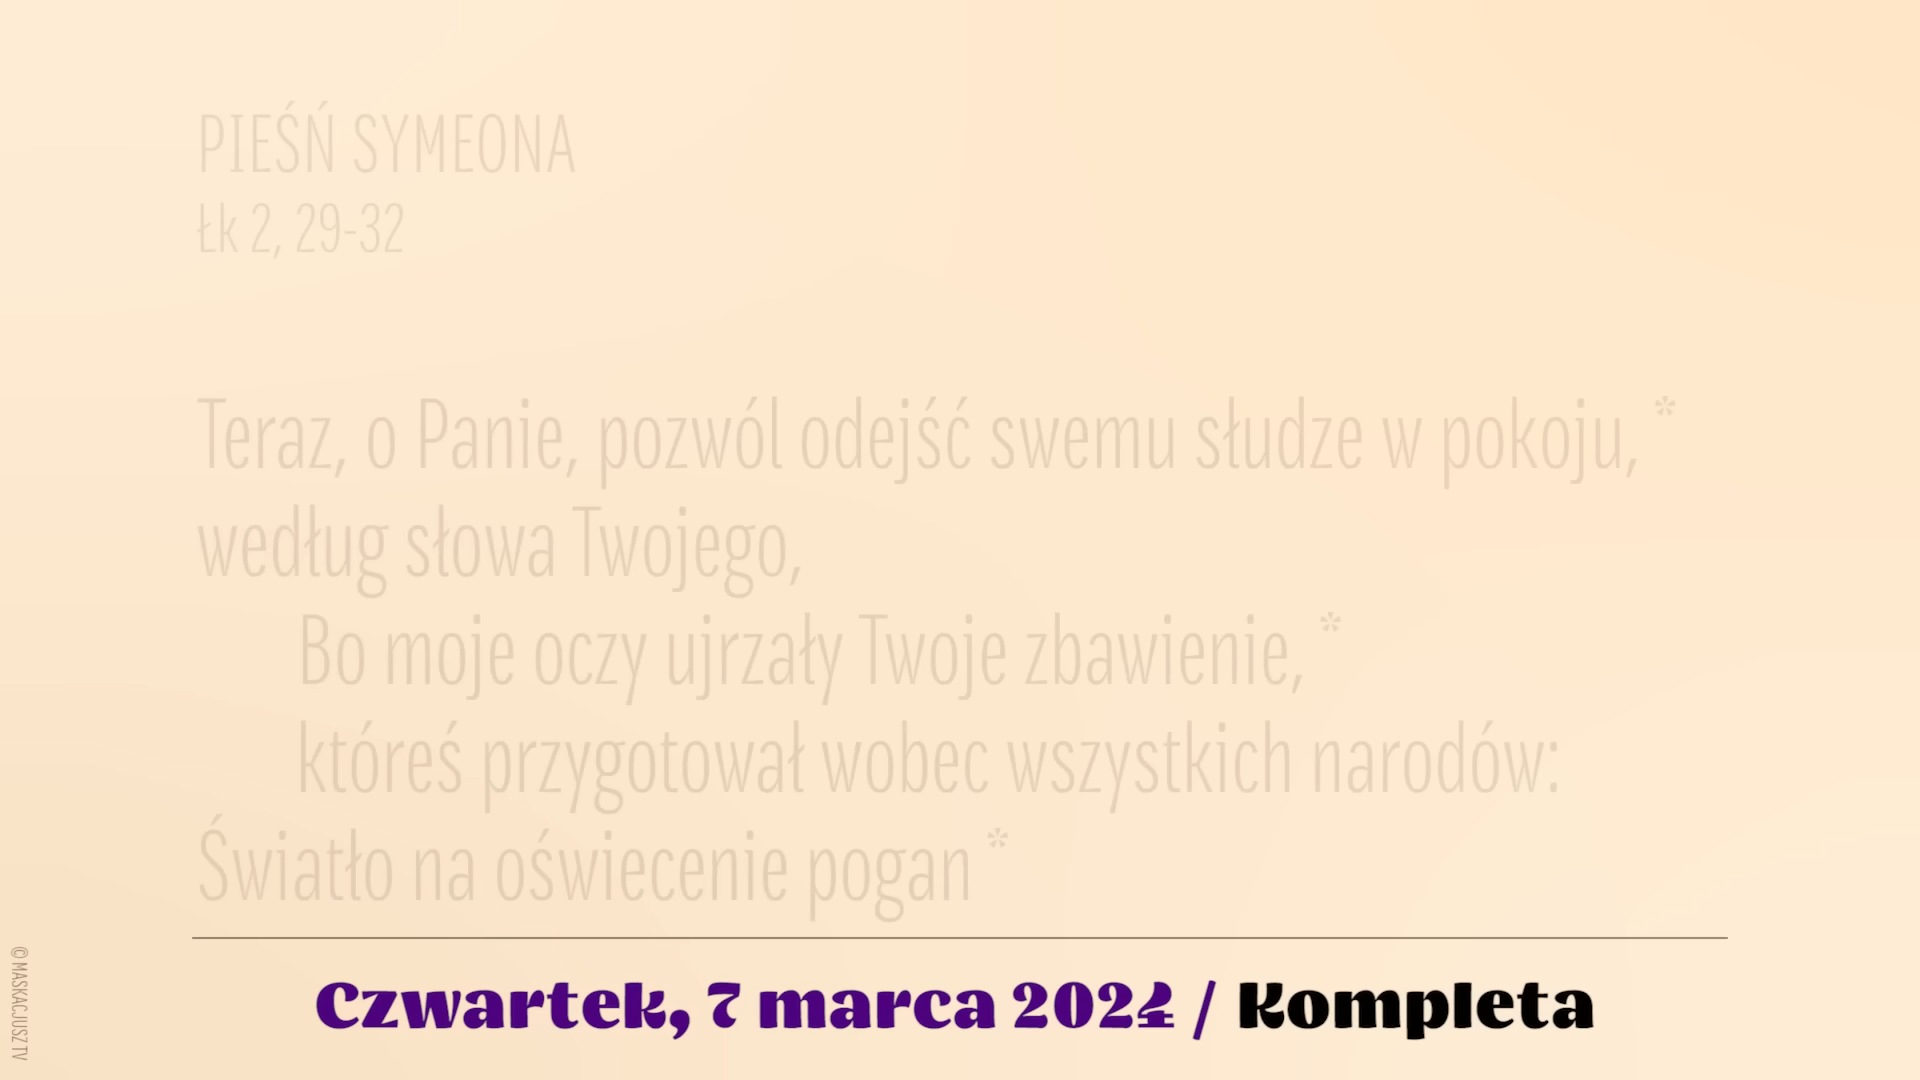 PIEŚŃ SYMEONA
Łk 2, 29-32
Teraz, o Panie, pozwól odejść swemu słudze w pokoju, *
według słowa Twojego,
Bo moje oczy ujrzały Twoje zbawienie, *
któreś przygotował wobec wszystkich narodów:
Światło na oświecenie pogan *
Czwartek, 7 marca 2024 / Kompleta
© MASKACJUSZ TV